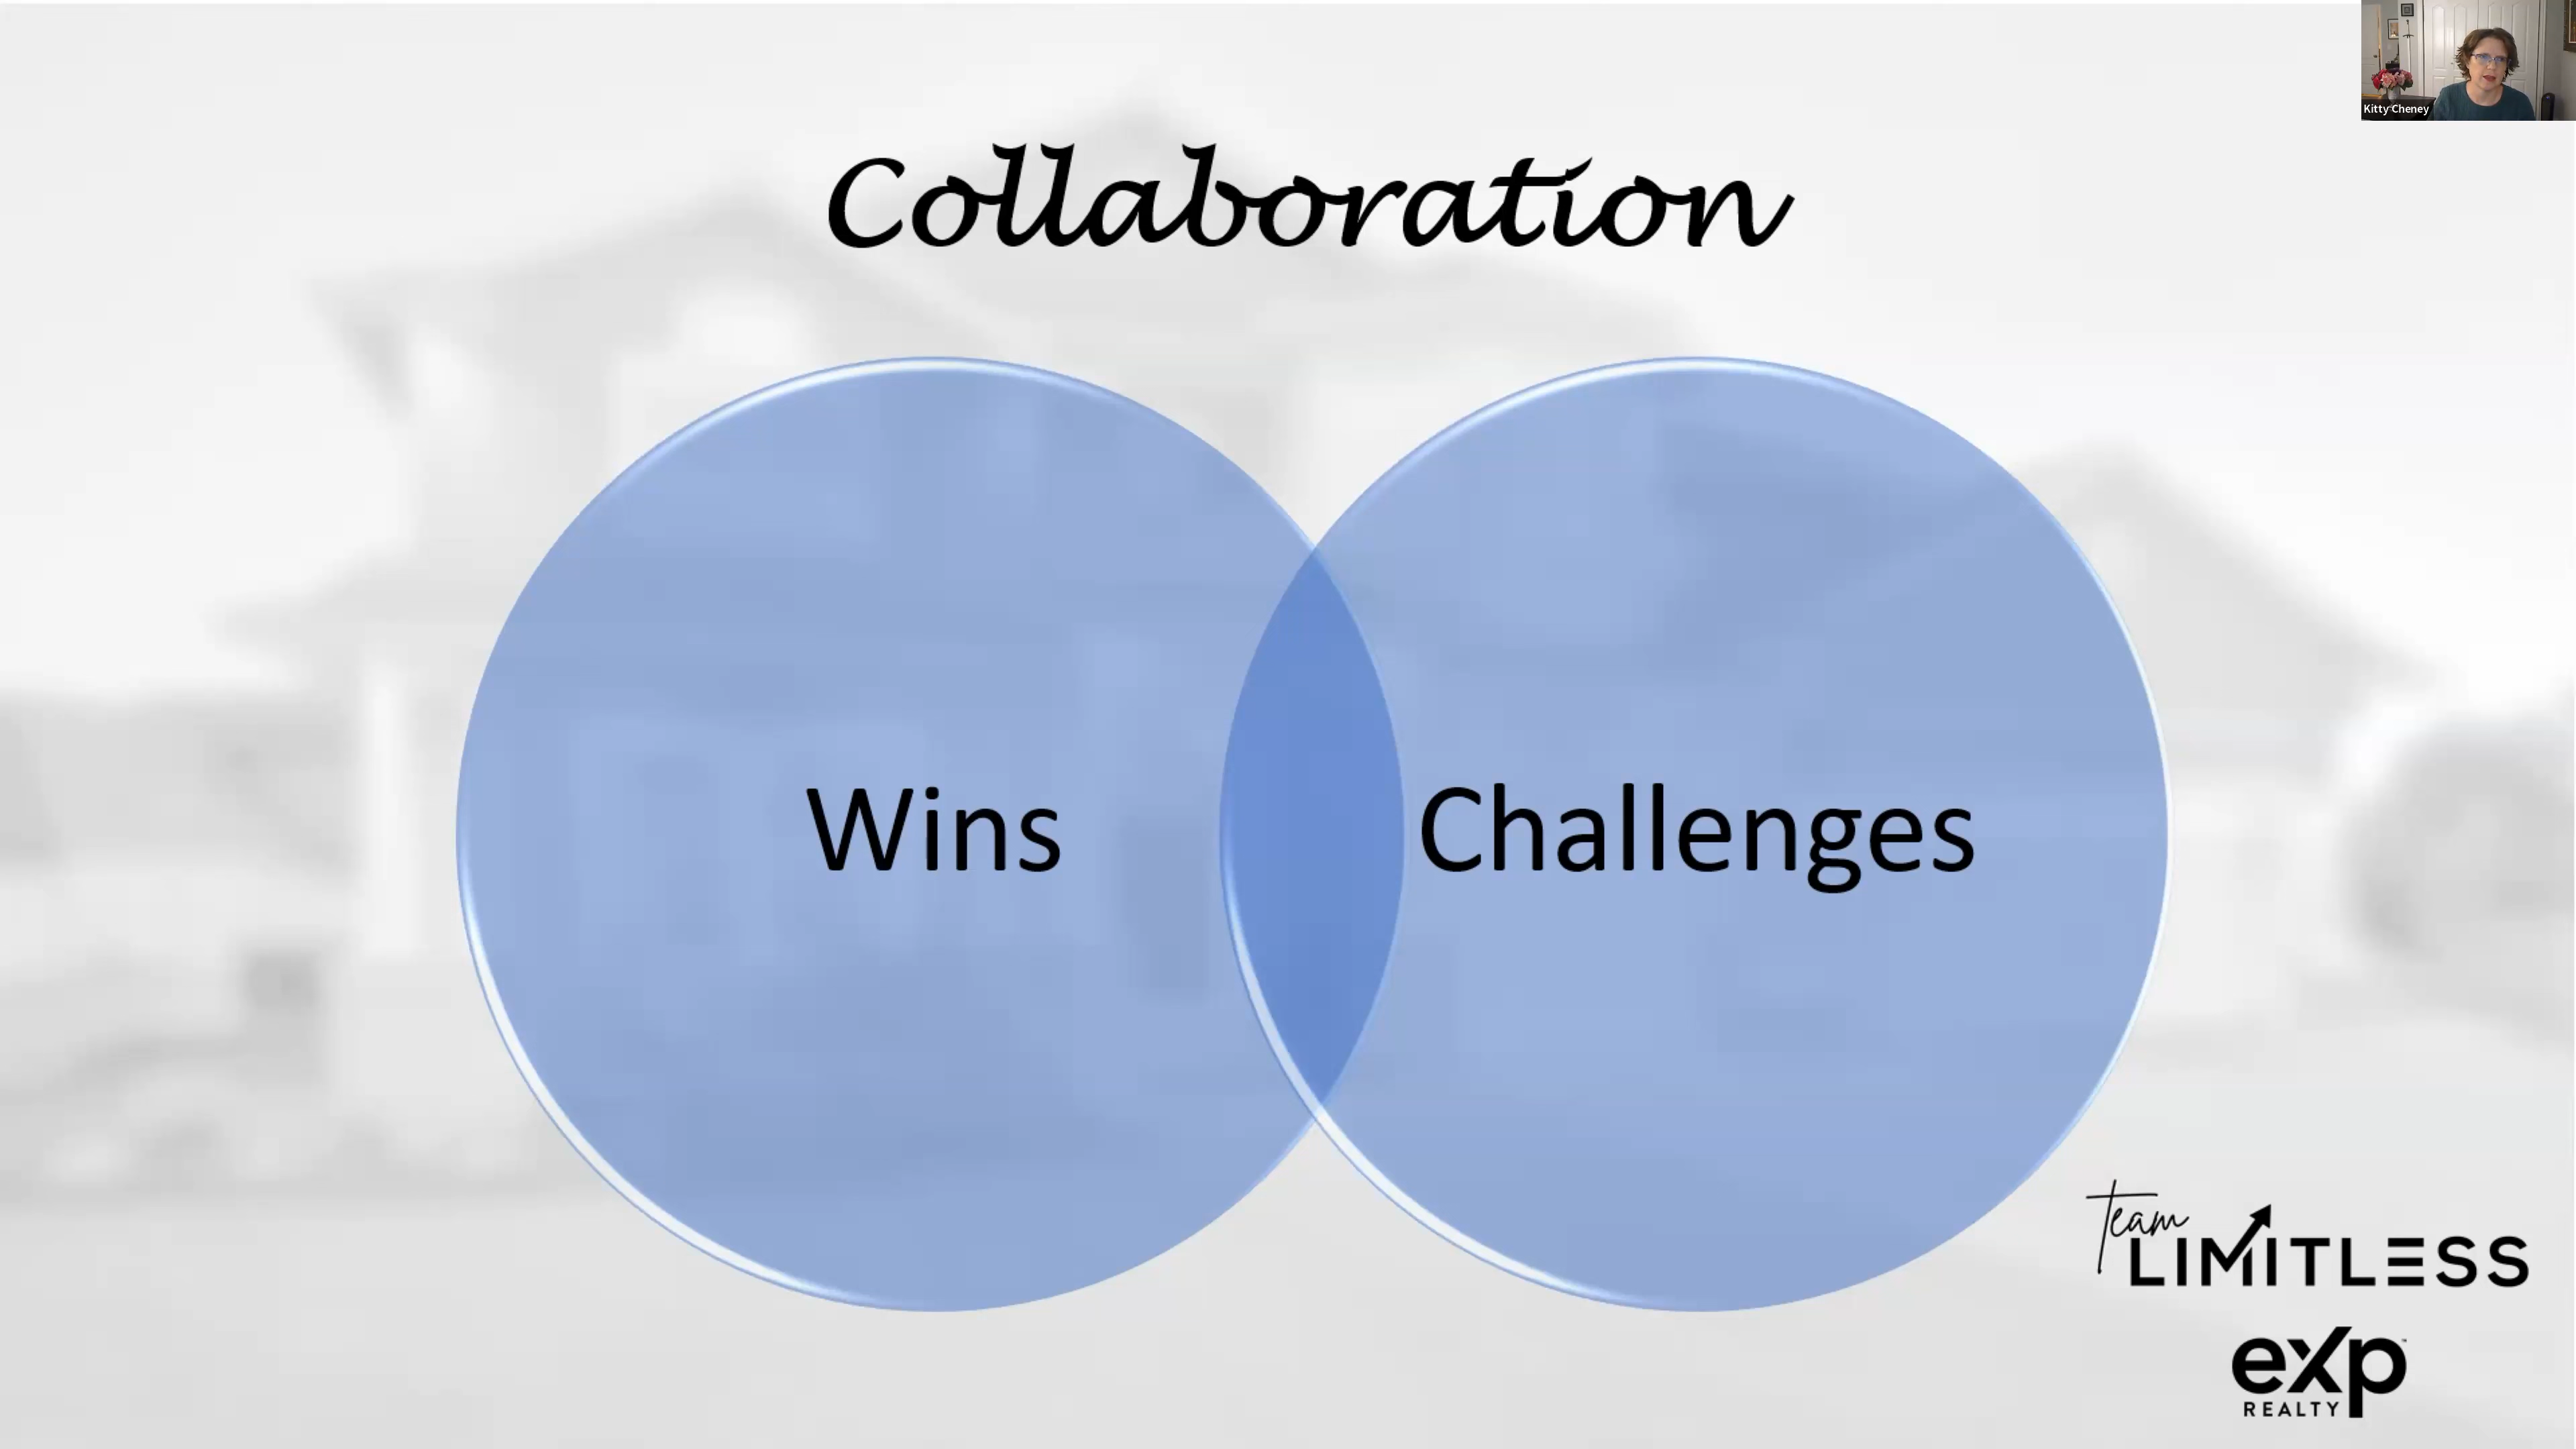 Kitty Cheney
Collaboration
Wins
Challenges
Team
LIMITLESS
eXp
REALTY